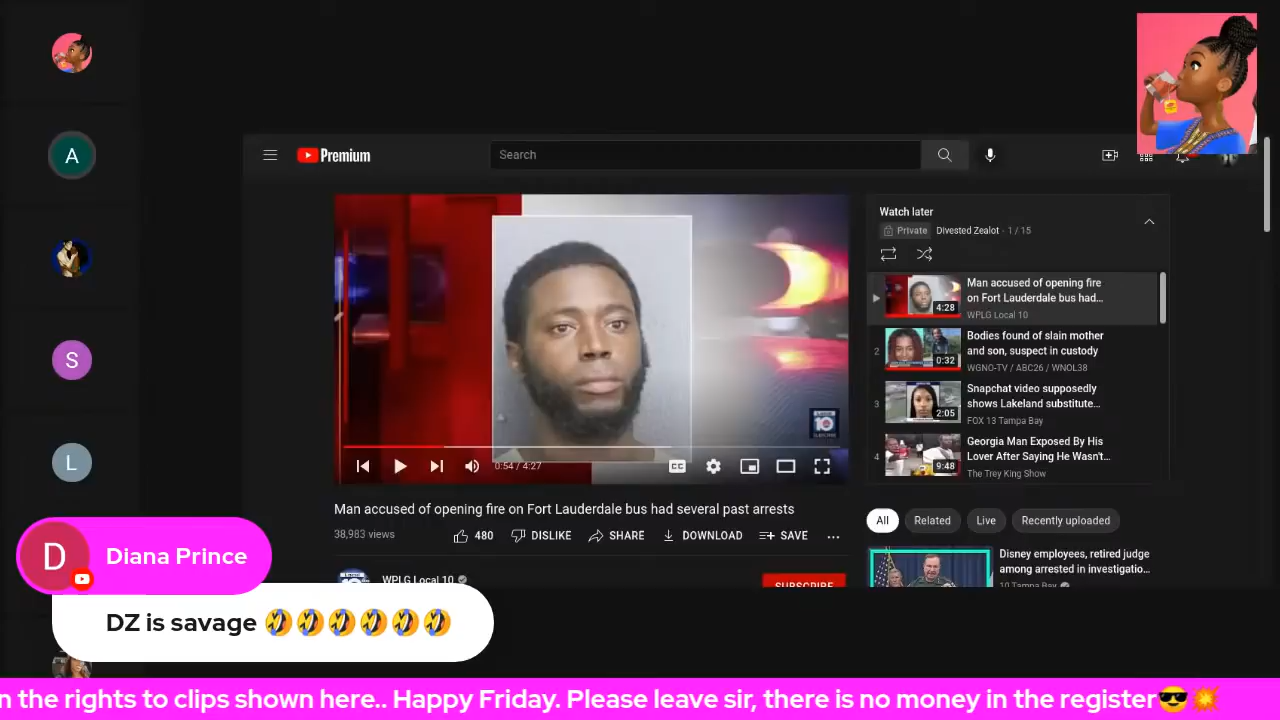 A
S
L
Premium
Search
Watch later
Private Divested Zealot - 1 / 15
Man accused of opening fire
on Fort Lauderdale bus had…
WPLG Local 10
4:28
2
Bodies found of slain mother
and son, suspect in custody
WGNO-TV / ABC26 / WNOL38
0:32
3
Snapchat video supposedly
shows Lakeland substitute…
FOX 13 Tampa Bay
2:05
4
Georgia Man Exposed By His
Lover After Saying He Wasn't…
The Trey King Show
9:48
10
0:54 / 4:27
CC
Man accused of opening fire on Fort Lauderdale bus had several past arrests
38,983 views
480 DISLIKE SHARE DOWNLOAD SAVE ...
WPLG Local 10
SUBSCRIBE
All Related Live Recently uploaded
Disney employees, retired judge
among arrested in investigatio…
10 Tampa Bay
D
Diana Prince
DZ is savage 🤣🤣🤣🤣🤣🤣
n the rights to clips shown here.. Happy Friday. Please leave sir, there is no money in the register😎💥